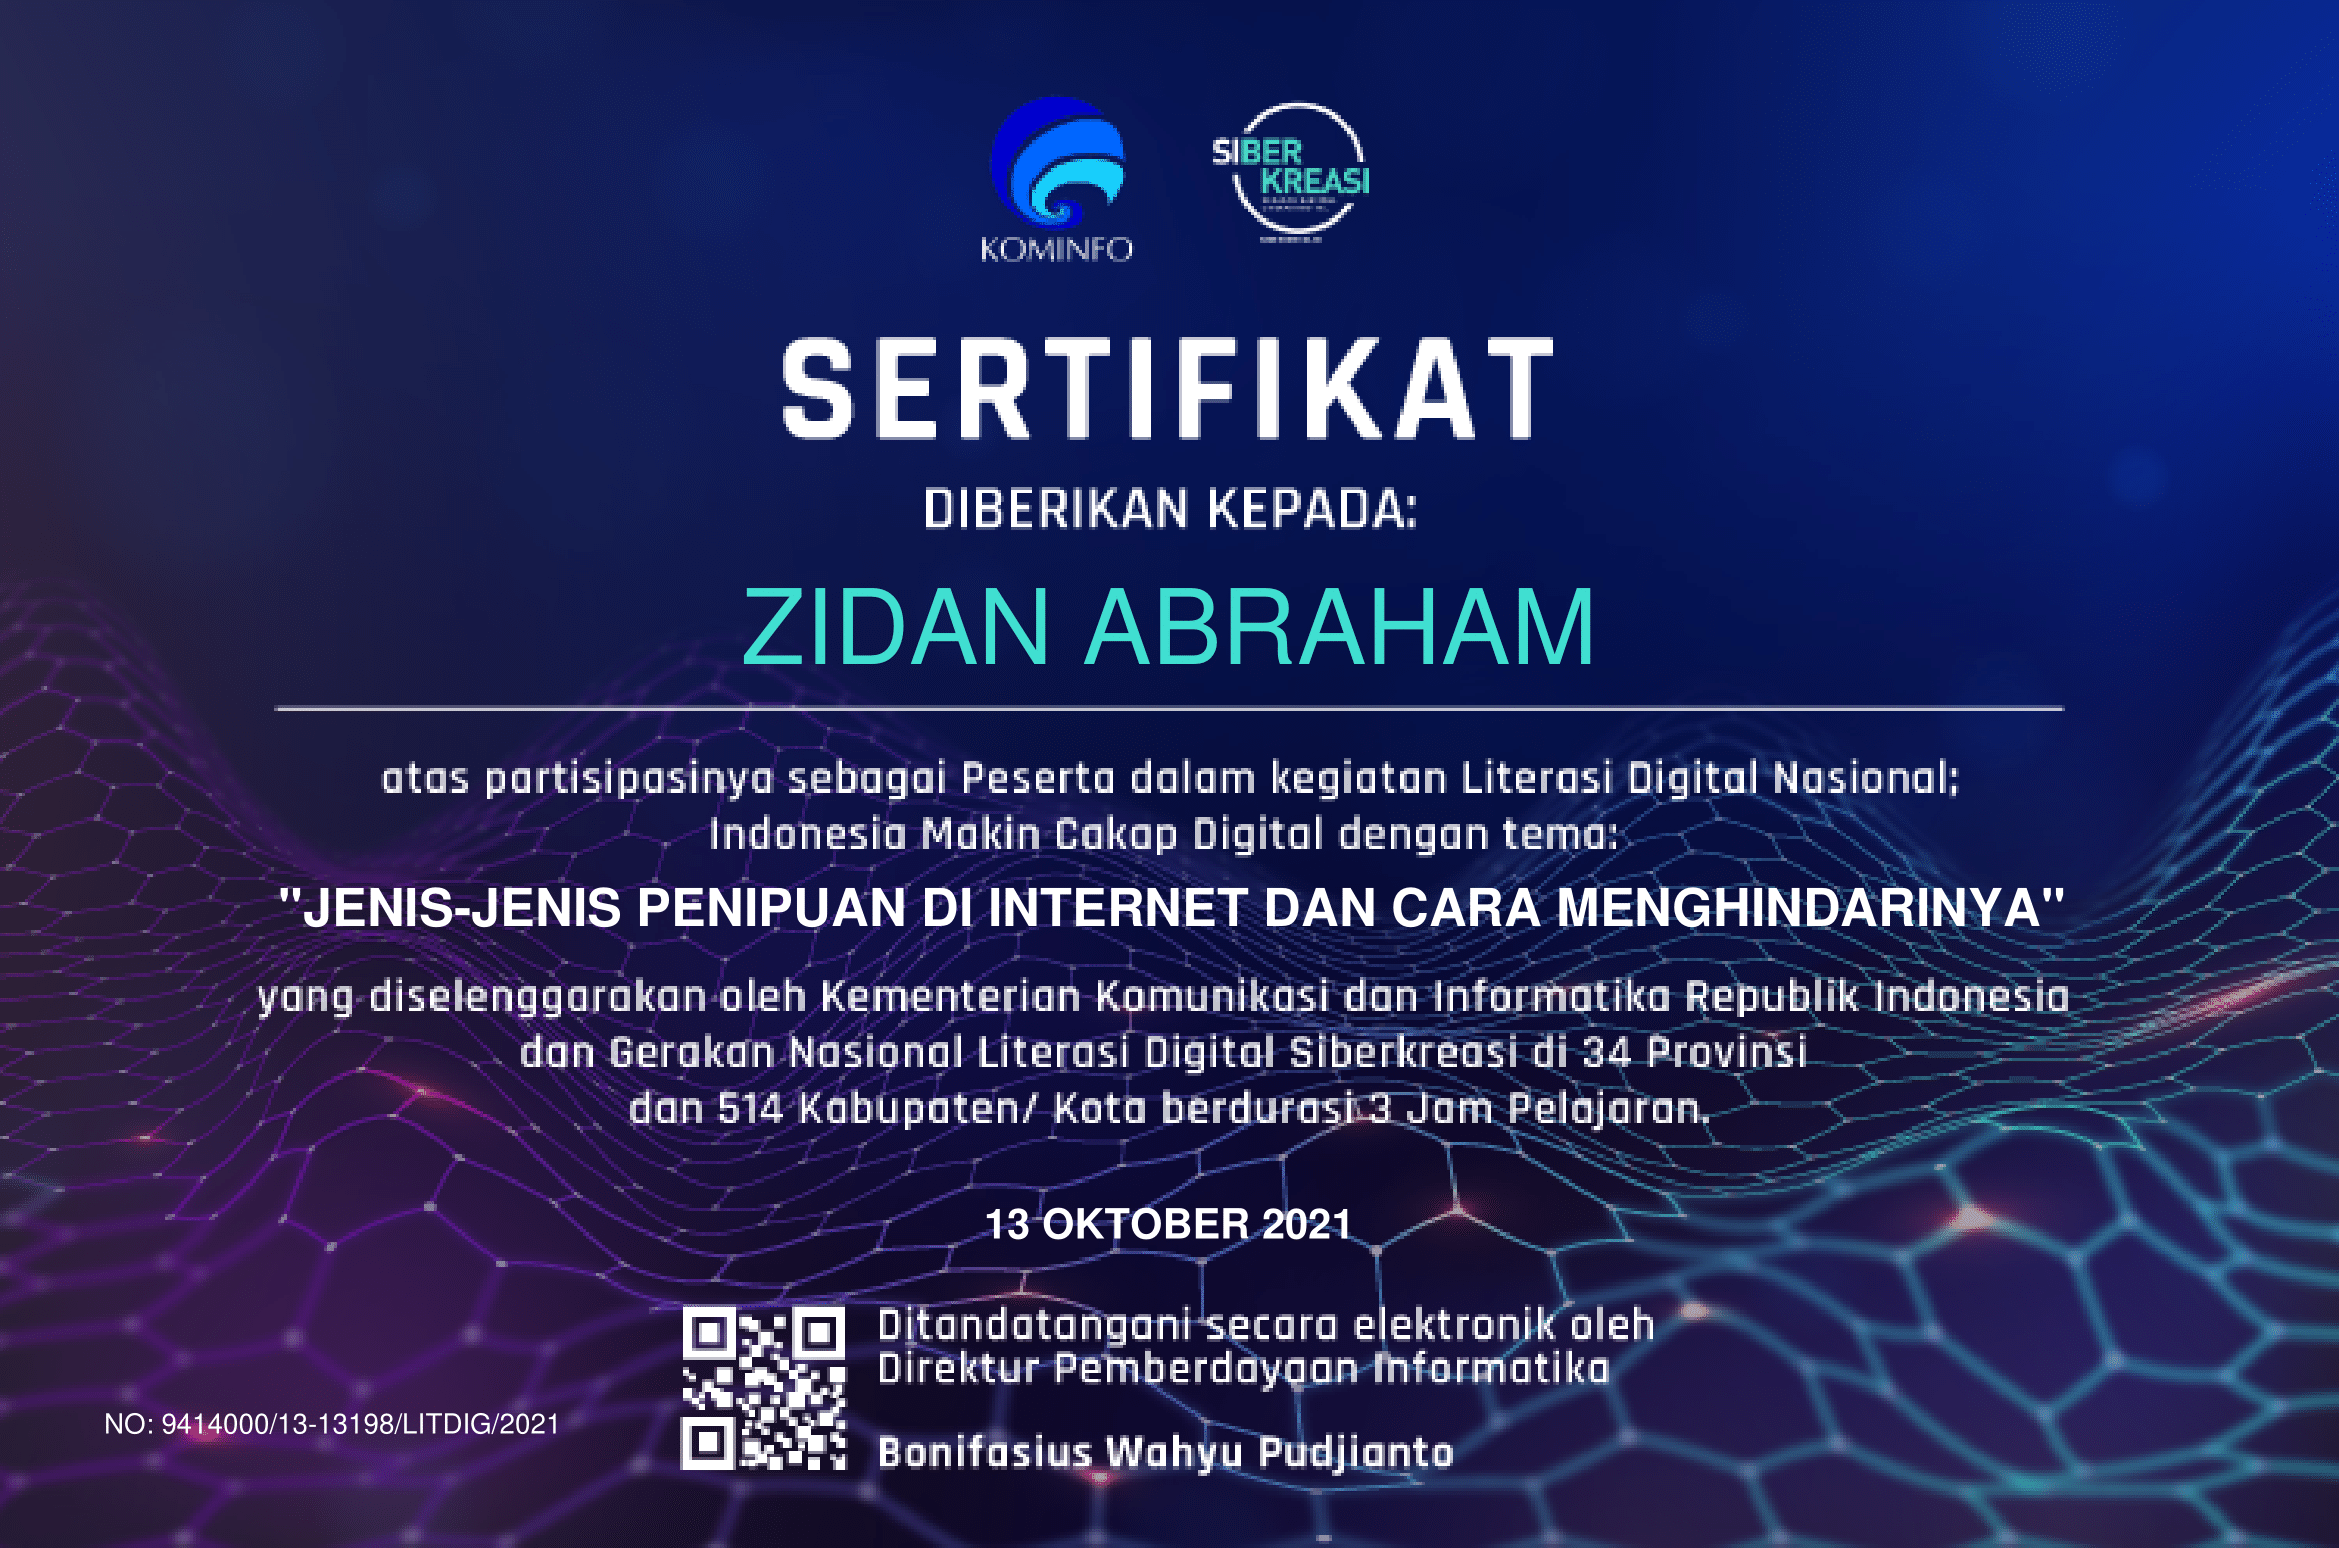 KOMINFO
SIBER
KREASI
SERTIFIKAT
DIBERIKAN KEPADA:
ZIDAN ABRAHAM
atas partisipasinya sebagai Peserta dalam kegiatan Literasi Digital Nasional;
Indonesia Makin Cakap Digital dengan tema:
"JENIS-JENIS PENIPUAN DI INTERNET DAN CARA MENGHINDARINYA"
yang diselenggarakan oleh Kementerian Komunikasi dan Informatika Republik Indonesia
dan Gerakan Nasional Literasi Digital Siberkreasi di 34 Provinsi
dan 514 Kabupaten/ Kota berdurasi 3 Jam Pelajaran.
13 OKTOBER 2021
Ditandatangani secara elektronik oleh
Direktur Pemberdayaan Informatika
NO: 9414000/13-13198/LITDIG/2021
Bonifasius Wahyu Pudjianto